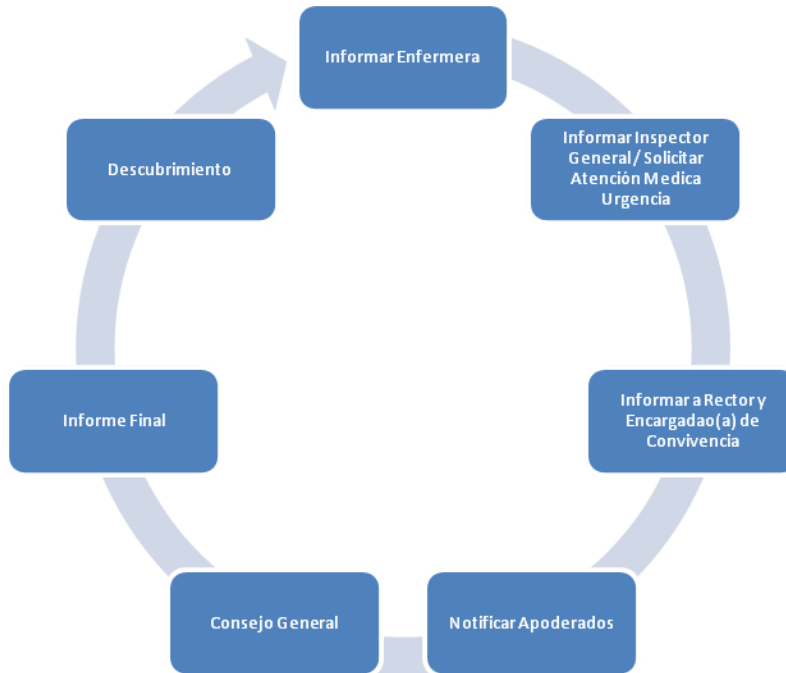 Informar Enfermera
Informar Inspector
General / Solicitar
Atención Medica
Urgencia
Informar a Rector y
Encargadao(a) de
Convivencia
Notificar Apoderados
Consejo General
Informe Final
Descubrimiento